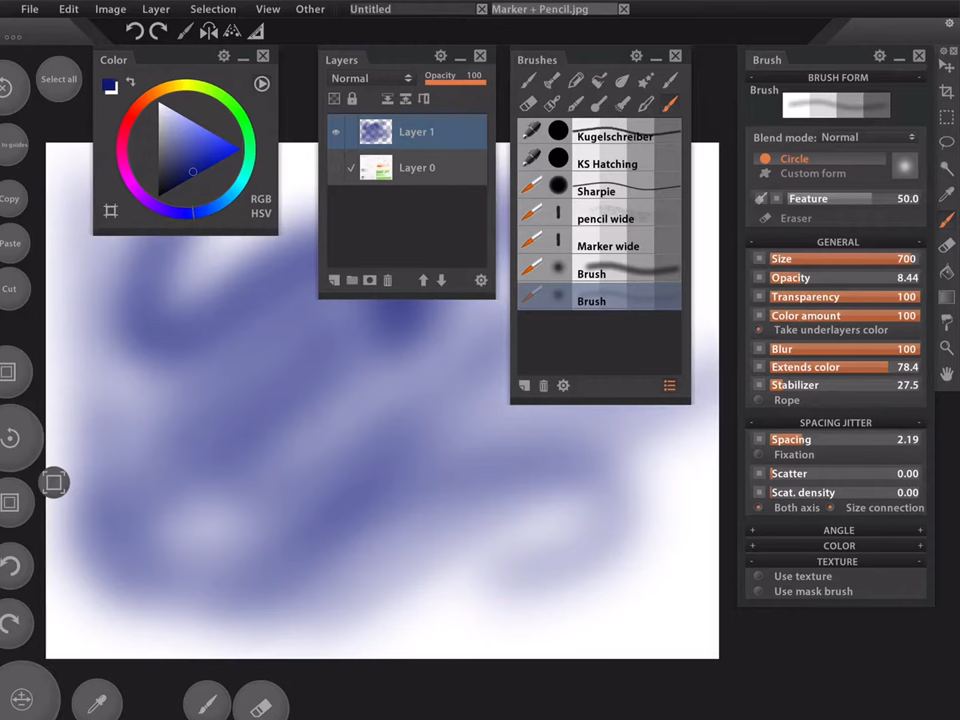 File Edit Image Layer Selection View Other Untitled Marker + Pencil.jpg
Select all
to guides
Copy
Paste
Cut
Color
RGB
HSV
Layers
Normal Opacity 100
Layer 1
Layer 0
Brushes
Kugelschreiber
KS Hatching
Sharpie
pencil wide
Marker wide
Brush
Brush
Brush
BRUSH FORM
Brush
Blend mode: Normal
Circle
Custom form
Feature 50.0
Eraser
- GENERAL -
Size 700
Opacity 8.44
Transparency 100
Color amount 100
Take underlayers color
Blur 100
Extends color 78.4
Stabilizer 27.5
Rope
- SPACING JITTER -
Spacing 2.19
Fixation
Scatter 0.00
Scat. density 0.00
Both axis Size connection
+ ANGLE +
+ COLOR +
- TEXTURE -
Use texture
Use mask brush